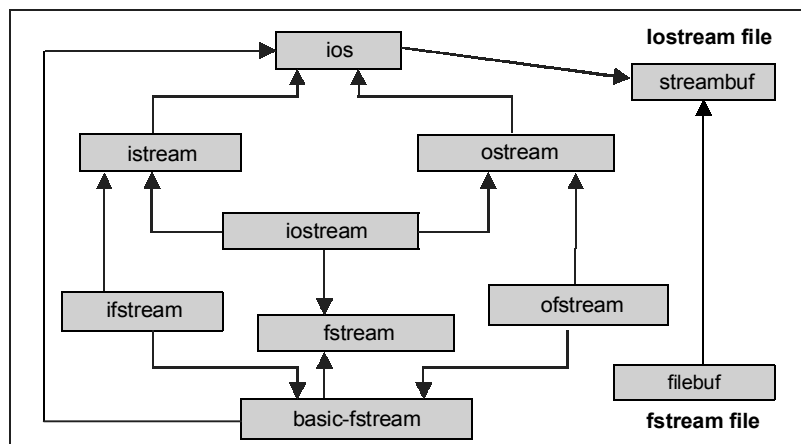 ios
Iostream file
streambuf
istream
ostream
iostream
ifstream
ofstream
fstream
filebuf
basic-fstream
fstream file